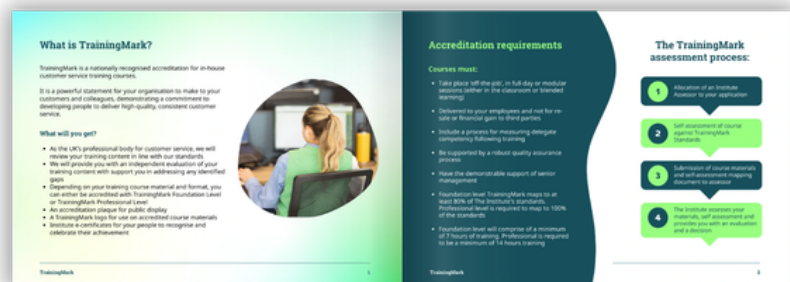 What is TrainingMark?
TrainingMark is a nationally recognised accreditation for in-house
customer service training courses.
It is a powerful statement for your organisation to make to your
customers and colleagues, demonstrating a commitment to
developing people to deliver high-quality, consistent customer
service.
What will you get?
• As the UK's professional body for customer service, we will
review your training content in line with our standards
• We will provide you with an independent evaluation of your
training content with support you in addressing any identified
gaps
• Depending on your training course material and format, you
can either be accredited with TrainingMark Foundation Level
or TrainingMark Professional Level
• An accreditation plaque for public display
• A TrainingMark logo for use on accredited course materials
• Institute e-certificates for your people to recognise and
celebrate their achievement
TrainingMark
Accreditation requirements
Courses must:
• Take place 'off-the-job', in full-day or modular
sessions (either in the classroom or blended
learning)
• Delivered to your employees and not for re-
sale or financial gain to third parties
• Include a process for measuring delegate
competency following training
• Be supported by a robust quality assurance
process
• Have the demonstrable support of senior
management
• Foundation level TrainingMark maps to at
least 80% of The Institute's standards.
Professional level is required to map to 100%
of the standards
• Foundation level will comprise of a minimum
of 7 hours of training. Professional is required
to be a minimum of 14 hours training
TrainingMark
The TrainingMark
assessment process:
1
Allocation of an Institute
Assessor to your application
2
Self-assessment of course
against TrainingMark
Standards
3
Submission of course materials
and self-assessment mapping
document to assessor
4
The Institute assesses your
materials, self assessment and
provides you with an evaluation
and a decision